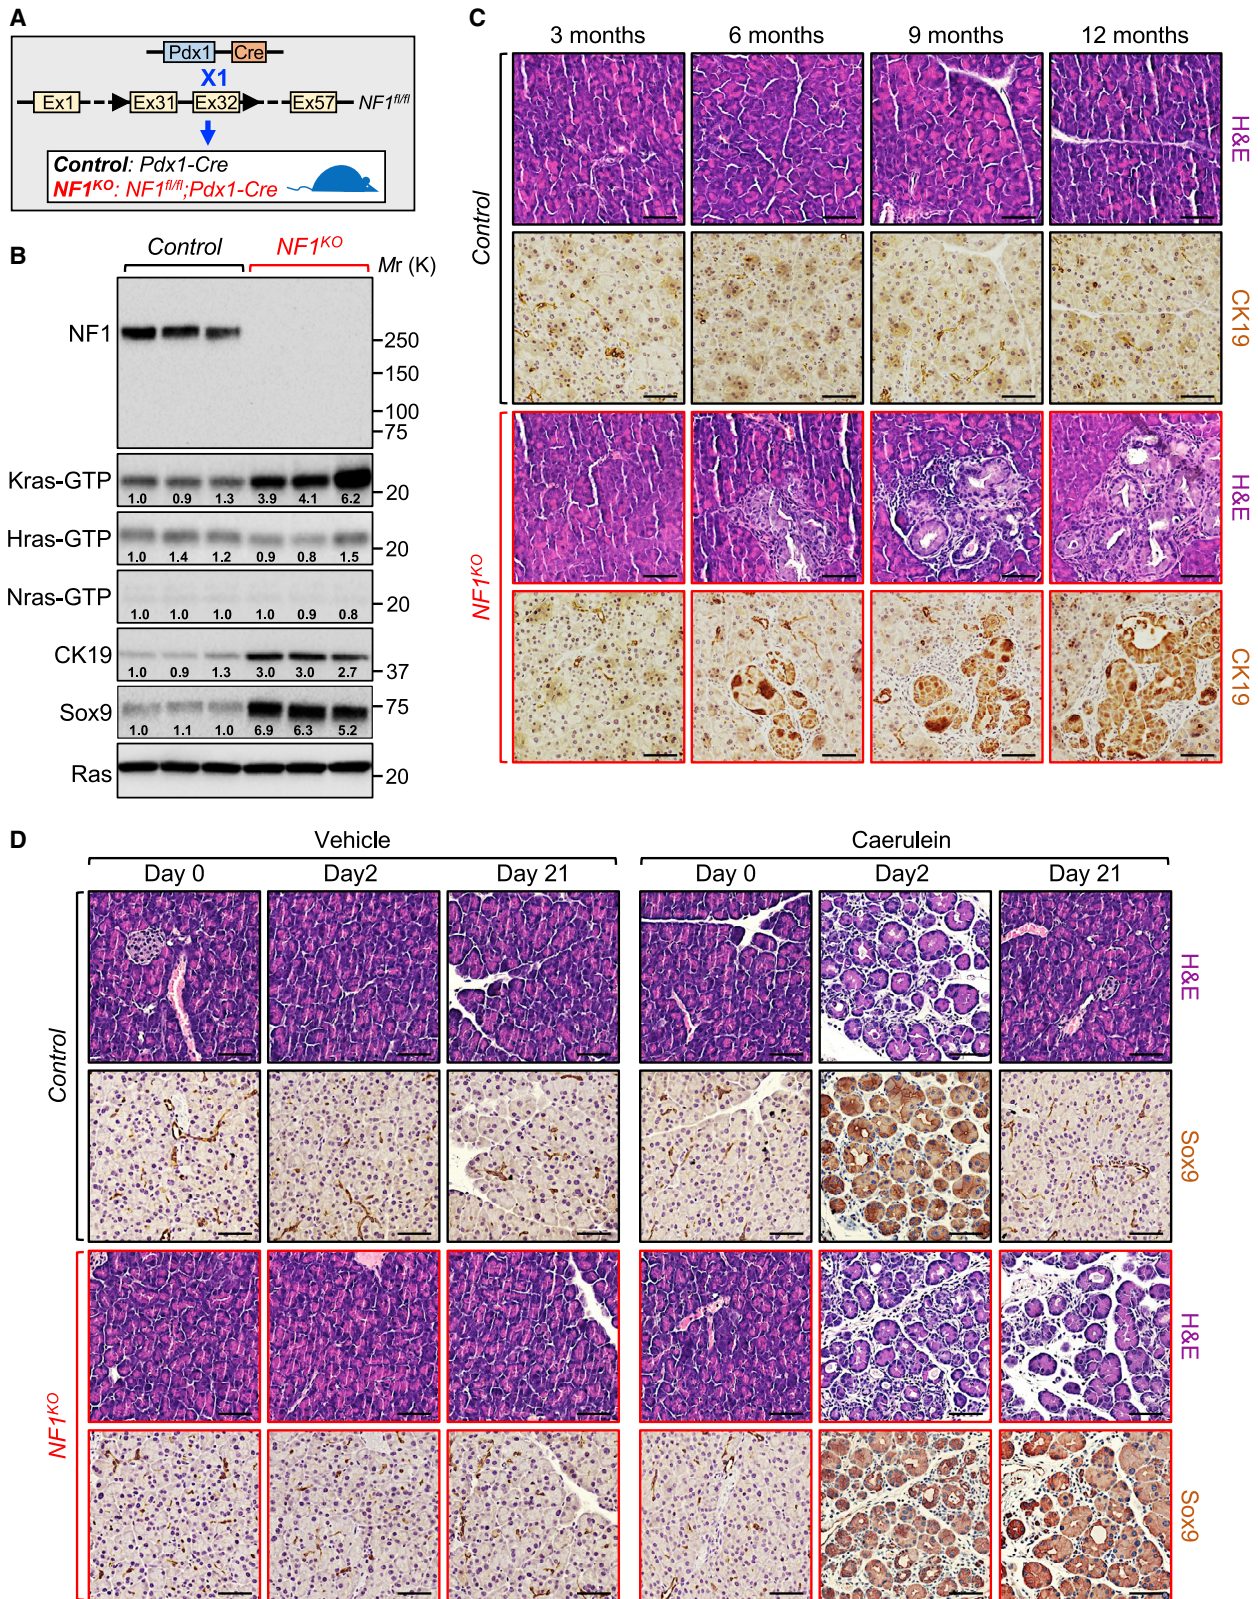 A
Pdx1 Cre
X1
Ex1 Ex31 Ex32 Ex57 NF1fl/fl
Control: Pdx1-Cre
NF1KO: NF1fl/fl;Pdx1-Cre
B
Control NF1KO Mr (K)
NF1
250
150
100
75
Kras-GTP 20
1.0 0.9 1.3 3.9 4.1 6.2
Hras-GTP 20
1.0 1.4 1.2 0.9 0.8 1.5
Nras-GTP 20
1.0 1.0 1.0 1.0 0.9 0.8
CK19 37
1.0 0.9 1.3 3.0 3.0 2.7
Sox9 75
1.0 1.1 1.0 6.9 6.3 5.2
Ras 20
C
3 months 6 months 9 months 12 months
Control
H&E
CK19
NF1KO
H&E
CK19
D
Vehicle Caerulein
Day 0 Day2 Day 21 Day 0 Day2 Day 21
Control
H&E
Sox9
NF1KO
H&E
Sox9